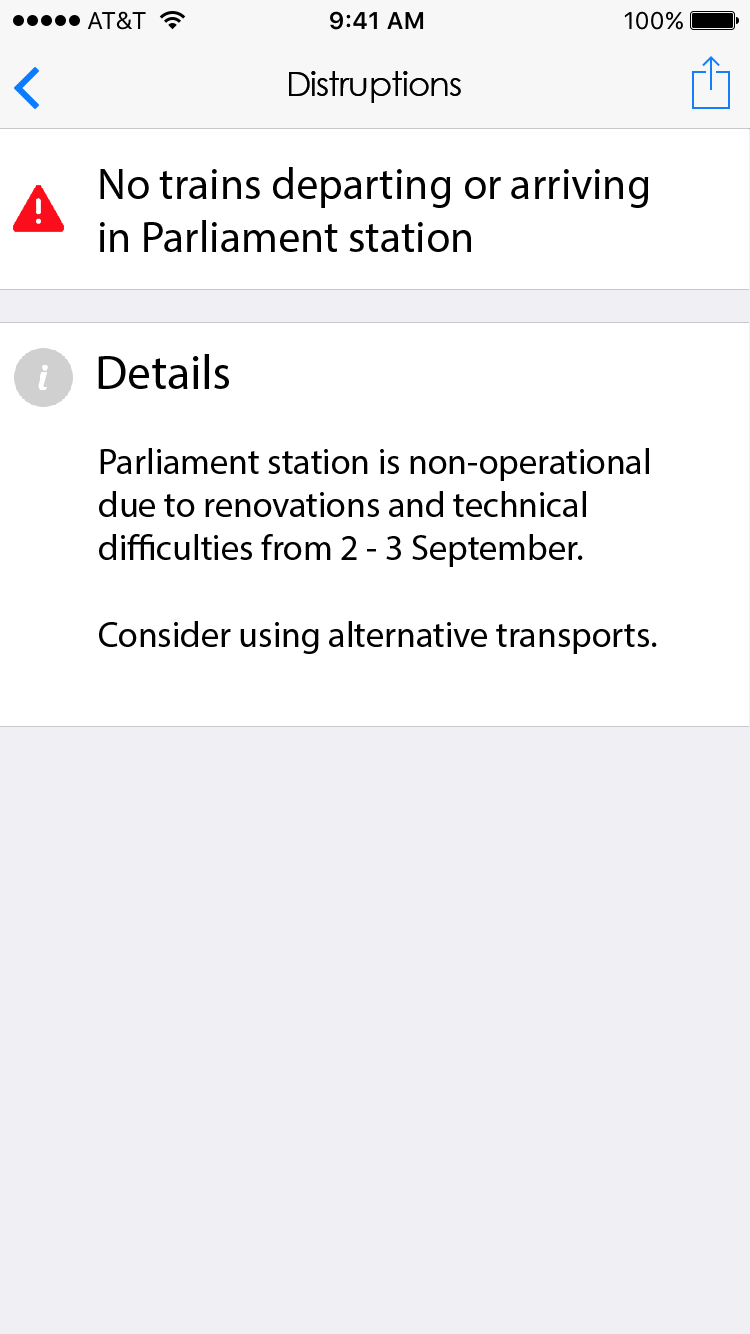 AT&T 9:41 AM 100%
Distruptions
No trains departing or arriving
in Parliament station
i Details
Parliament station is non-operational
due to renovations and technical
difficulties from 2 - 3 September.
Consider using alternative transports.